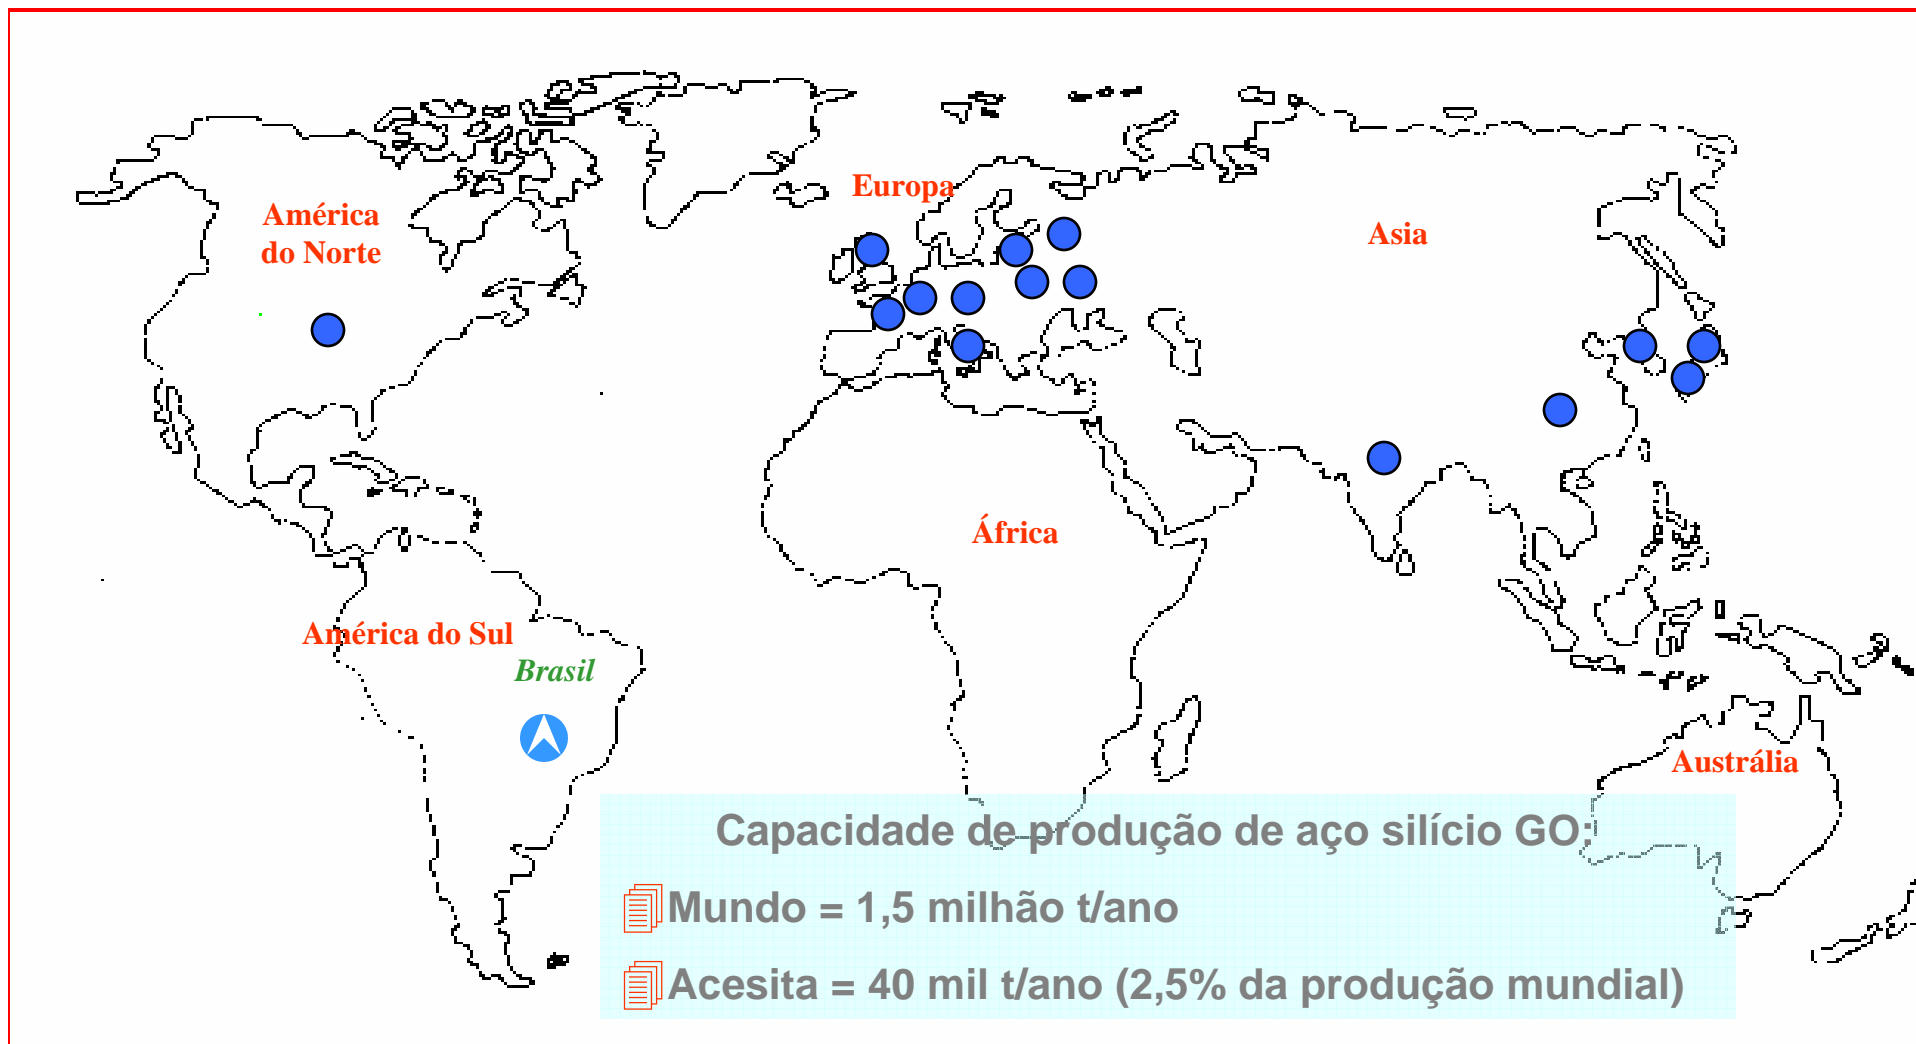 Europa
América
do Norte
Asia
África
América do Sul
Brasil
Austrália
Capacidade de produção de aço silício GO:
Mundo = 1,5 milhão t/ano
Acesita = 40 mil t/ano (2,5% da produção mundial)